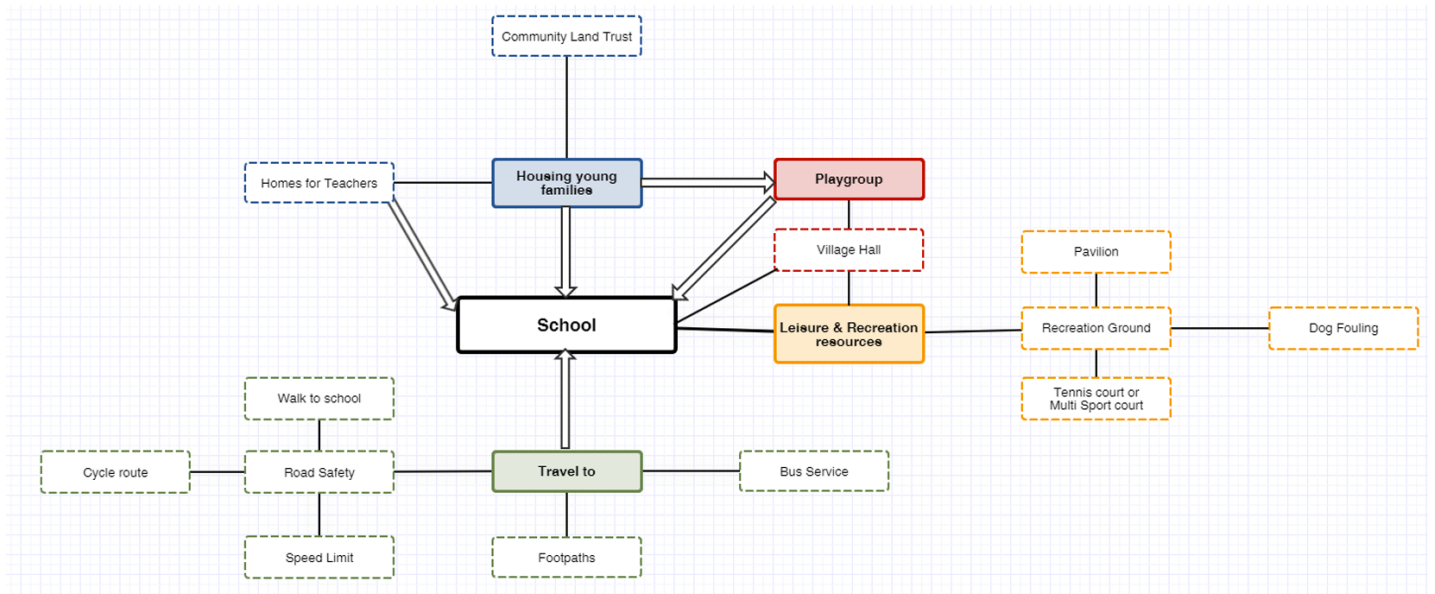 Community Land Trust
Homes for Teachers
Housing young
families
Playgroup
Village Hall
Pavilion
School
Leisure & Recreation
resources
Recreation Ground
Dog Fouling
Tennis court or
Multi Sport court
Walk to school
Cycle route
Road Safety
Travel to
Bus Service
Speed Limit
Footpaths